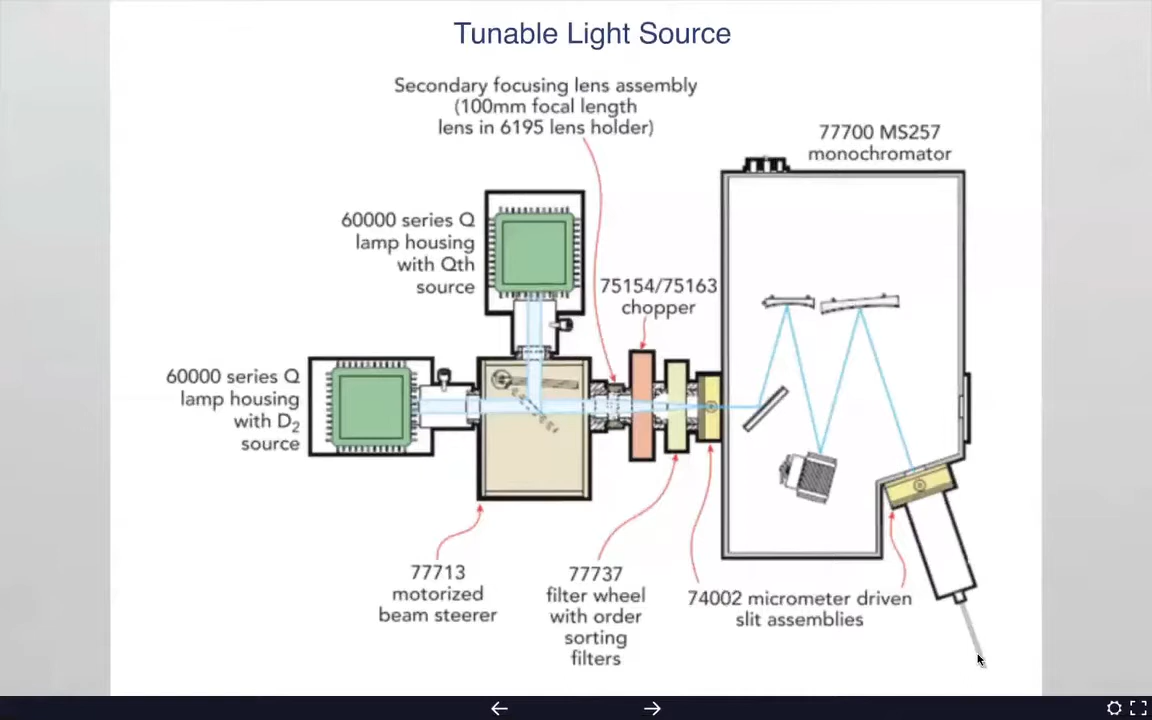 Tunable Light Source
Secondary focusing lens assembly
(100mm focal length
lens in 6195 lens holder)
77700 MS257
monochromator
60000 series Q
lamp housing
with Qth
source
75154/75163
chopper
60000 series Q
lamp housing
with D2
source
77713
motorized
beam steerer
77737
filter wheel
with order
sorting
filters
74002 micrometer driven
slit assemblies